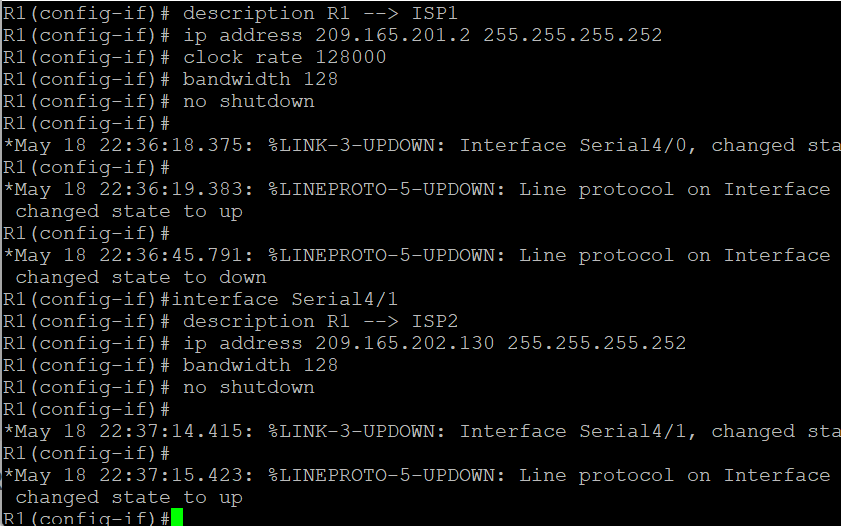 R1(config-if)# description R1 --> ISP1
R1(config-if)# ip address 209.165.201.2 255.255.255.252
R1(config-if)# clock rate 128000
R1(config-if)# bandwidth 128
R1(config-if)# no shutdown
R1(config-if)#
*May 18 22:36:18.375: %LINK-3-UPDOWN: Interface Serial4/0, changed sta
R1(config-if)#
*May 18 22:36:19.383: %LINEPROTO-5-UPDOWN: Line protocol on Interface
changed state to up
R1(config-if)#
*May 18 22:36:45.791: %LINEPROTO-5-UPDOWN: Line protocol on Interface
changed state to down
R1(config-if)#interface Serial4/1
R1(config-if)# description R1 --> ISP2
R1(config-if)# ip address 209.165.202.130 255.255.255.252
R1(config-if)# bandwidth 128
R1(config-if)# no shutdown
R1(config-if)#
*May 18 22:37:14.415: %LINK-3-UPDOWN: Interface Serial4/1, changed sta
R1(config-if)#
*May 18 22:37:15.423: %LINEPROTO-5-UPDOWN: Line protocol on Interface
changed state to up
R1(config-if)#